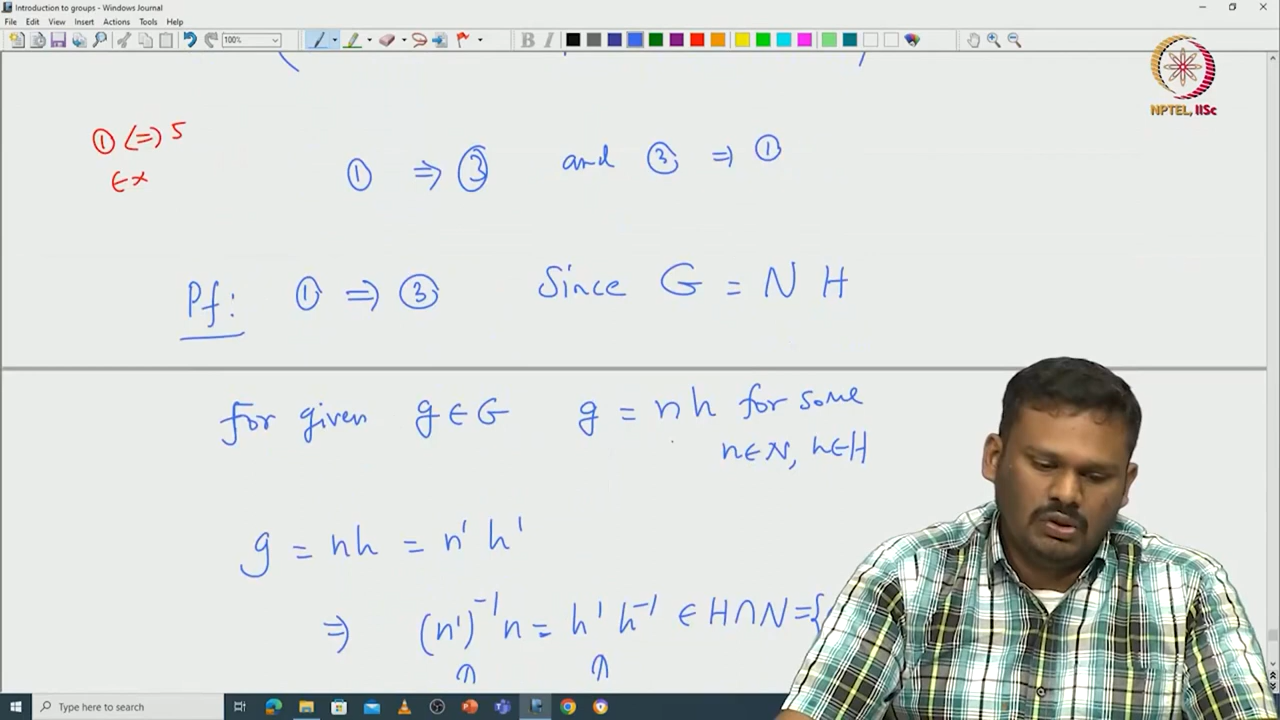 Introduction to groups - Windows Journal
File Edit View Insert Actions Tools Help
100%
B I
NPTEL, IISc
① <=> 5
Ex
① => ③ and ③ => ①
Pf: ① => ③ Since G = N H
for given g ∈ G g = n h for some
n ∈ N, h ∈ H
g = nh = n' h'
=> (n')⁻¹ n = h' h⁻¹ ∈ H ∩ N = {
↑ ↑
Type here to search